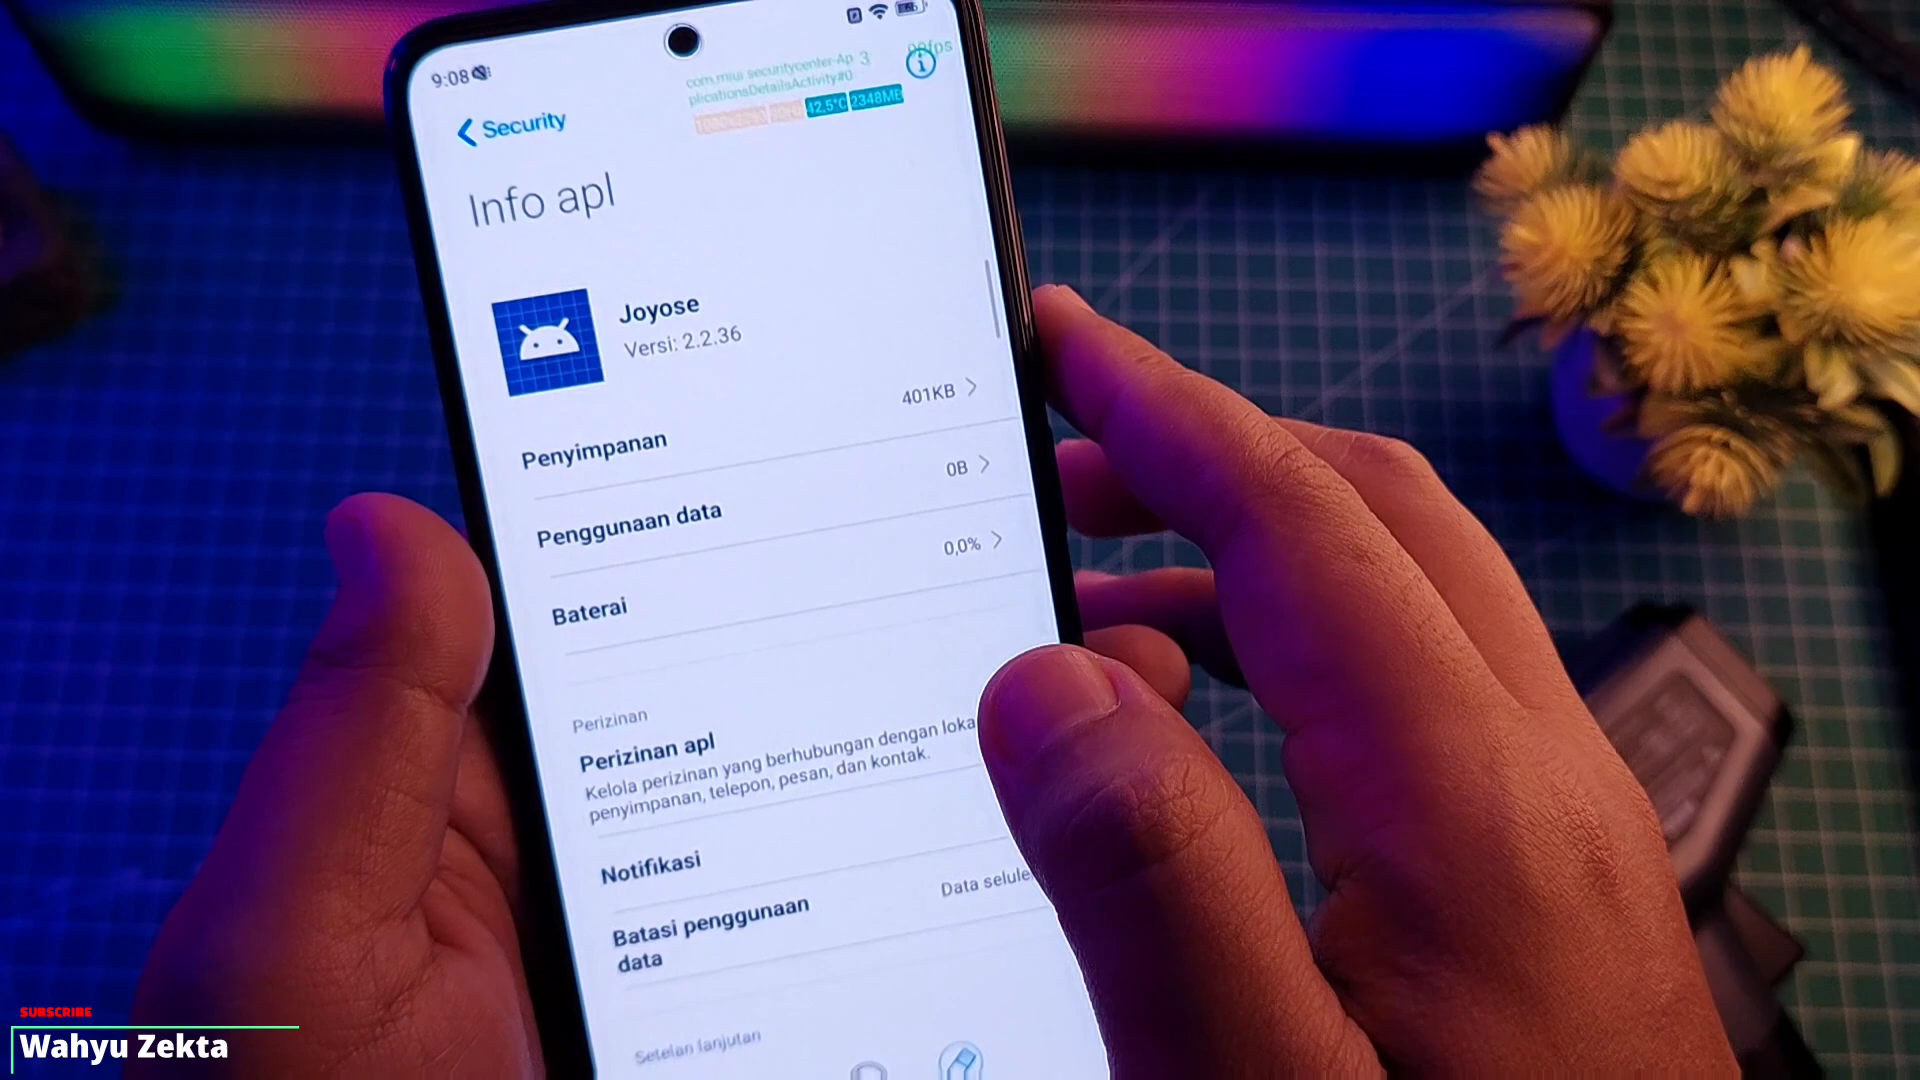 9:08
Security
com.miui.securitycenter-Ap 3
plicationsDetailsActivity#0
42.5°C 2348MB
Info apl
Joyose
Versi: 2.2.36
Penyimpanan 401KB
Penggunaan data 0B
Baterai 0,0%
Perizinan
Perizinan apl
Kelola perizinan yang berhubungan dengan loka
penyimpanan, telepon, pesan, dan kontak.
Notifikasi
Batasi penggunaan
data
Data selule
Setelan lanjutan
SUBSCRIBE
Wahyu Zekta